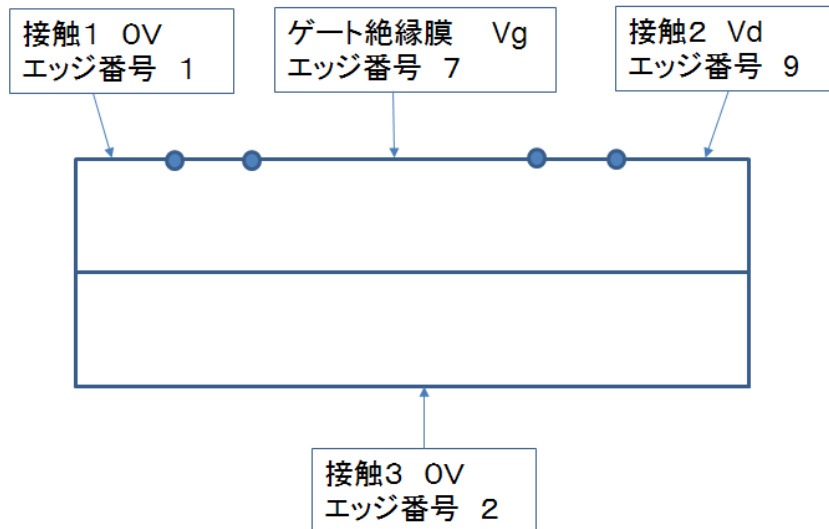 接触1 0V
エッジ番号 1
ゲート絶縁膜 Vg
エッジ番号 7
接触2 Vd
エッジ番号 9
接触3 0V
エッジ番号 2